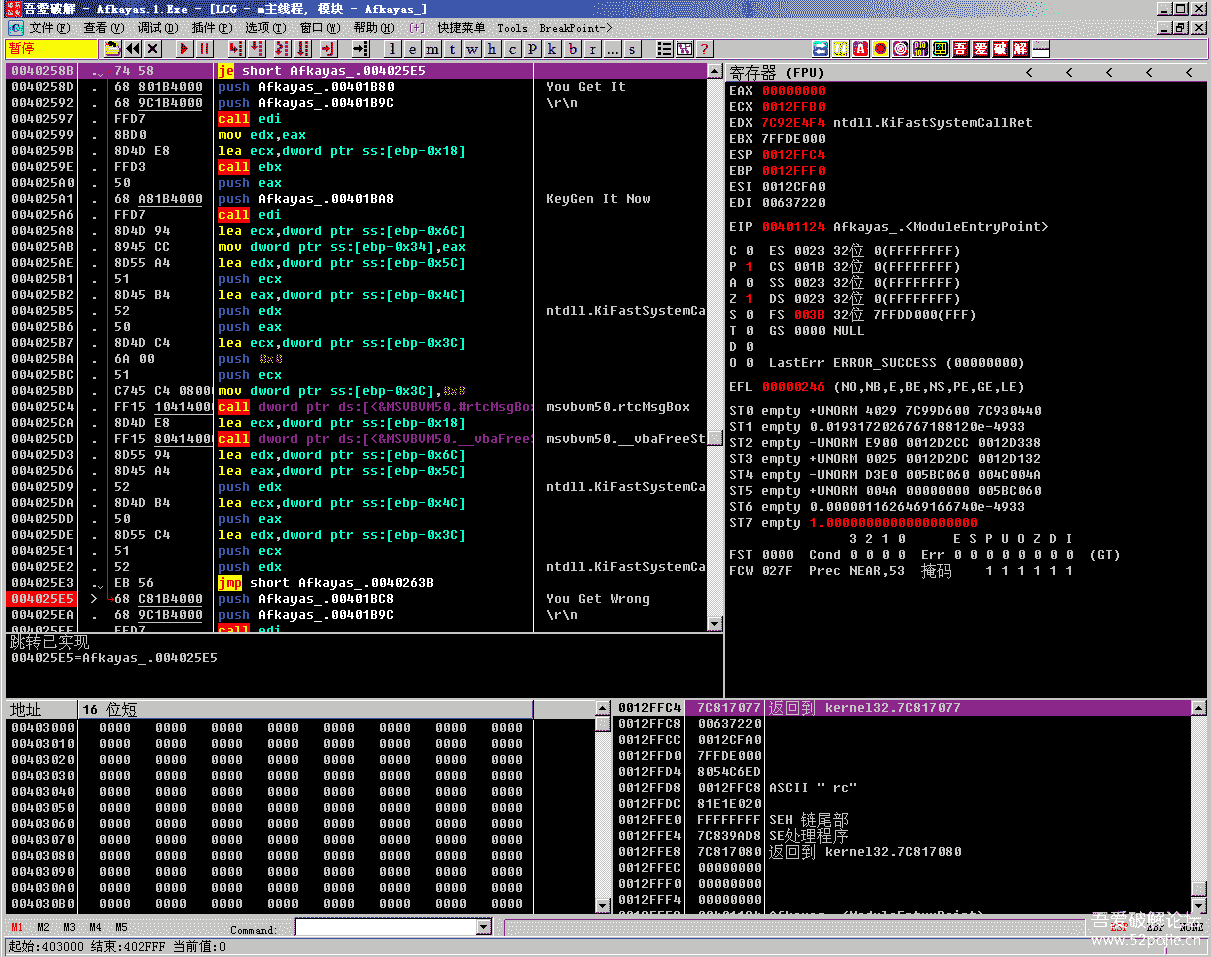 吾爱破解 - Afkayas.1.Exe - [LCG - m主线程, 模块 - Afkayas_]
文件(F) 查看(V) 调试(D) 插件(P) 选项(T) 窗口(W) 帮助(H) [+] 快捷菜单 Tools BreakPoint->
暂停 l e m t w h c P k b r ... s ? 吾 爱 破 解
0040258B . 74 58 je short Afkayas_.004025E5
0040258D . 68 801B4000 push Afkayas_.00401B80 You Get It
00402592 . 68 9C1B4000 push Afkayas_.00401B9C \r\n
00402597 . FFD7 call edi
00402599 . 8BD0 mov edx,eax
0040259B . 8D4D E8 lea ecx,dword ptr ss:[ebp-0x18]
0040259E . FFD3 call ebx
004025A0 . 50 push eax
004025A1 . 68 A81B4000 push Afkayas_.00401BA8 KeyGen It Now
004025A6 . FFD7 call edi
004025A8 . 8D4D 94 lea ecx,dword ptr ss:[ebp-0x6C]
004025AB . 8945 CC mov dword ptr ss:[ebp-0x34],eax
004025AE . 8D55 A4 lea edx,dword ptr ss:[ebp-0x5C]
004025B1 . 51 push ecx
004025B2 . 8D45 B4 lea eax,dword ptr ss:[ebp-0x4C]
004025B5 . 52 push edx ntdll.KiFastSystemCa
004025B6 . 50 push eax
004025B7 . 8D4D C4 lea ecx,dword ptr ss:[ebp-0x3C]
004025BA . 6A 00 push 0x0
004025BC . 51 push ecx
004025BD . C745 C4 0800 mov dword ptr ss:[ebp-0x3C],0x8
004025C4 . FF15 10414000 call dword ptr ds:[<&MSVBVM50.#rtcMsgBox msvbvm50.rtcMsgBox
004025CA . 8D4D E8 lea ecx,dword ptr ss:[ebp-0x18]
004025CD . FF15 80414000 call dword ptr ds:[<&MSVBVM50.__vbaFreeS msvbvm50.__vbaFreeSt
004025D3 . 8D55 94 lea edx,dword ptr ss:[ebp-0x6C]
004025D6 . 8D45 A4 lea eax,dword ptr ss:[ebp-0x5C]
004025D9 . 52 push edx ntdll.KiFastSystemCa
004025DA . 8D4D B4 lea ecx,dword ptr ss:[ebp-0x4C]
004025DD . 50 push eax
004025DE . 8D55 C4 lea edx,dword ptr ss:[ebp-0x3C]
004025E1 . 51 push ecx
004025E2 . 52 push edx ntdll.KiFastSystemCa
004025E3 . EB 56 jmp short Afkayas_.0040263B
004025E5 > 68 C81B4000 push Afkayas_.00401BC8 You Get Wrong
004025EA . 68 9C1B4000 push Afkayas_.00401B9C \r\n
004025EF . FFD7 call edi
跳转已实现
004025E5=Afkayas_.004025E5
寄存器 (FPU) < < < < <
EAX 00000000
ECX 0012FFB0
EDX 7C92E4F4 ntdll.KiFastSystemCallRet
EBX 7FFDE000
ESP 0012FFC4
EBP 0012FFF0
ESI 0012CFA0
EDI 00637220
EIP 00401124 Afkayas_.<ModuleEntryPoint>
C 0 ES 0023 32位 0(FFFFFFFF)
P 1 CS 001B 32位 0(FFFFFFFF)
A 0 SS 0023 32位 0(FFFFFFFF)
Z 1 DS 0023 32位 0(FFFFFFFF)
S 0 FS 003B 32位 7FFDD000(FFF)
T 0 GS 0000 NULL
D 0
O 0 LastErr ERROR_SUCCESS (00000000)
EFL 00000246 (NO,NB,E,BE,NS,PE,GE,LE)
ST0 empty +UNORM 4029 7C99D600 7C930440
ST1 empty 0.0193172026767188120e-4933
ST2 empty -UNORM E900 0012D2CC 0012D338
ST3 empty +UNORM 0025 0012D2DC 0012D132
ST4 empty -UNORM D3E0 005BC060 004C004A
ST5 empty +UNORM 004A 00000000 005BC060
ST6 empty 0.0000011626469166740e-4933
ST7 empty 1.0000000000000000000
3 2 1 0 E S P U O Z D I
FST 0000 Cond 0 0 0 0 Err 0 0 0 0 0 0 0 0 (GT)
FCW 027F Prec NEAR,53 掩码 1 1 1 1 1 1
地址 16 位短
00403000 0000 0000 0000 0000 0000 0000 0000 0000
00403010 0000 0000 0000 0000 0000 0000 0000 0000
00403020 0000 0000 0000 0000 0000 0000 0000 0000
00403030 0000 0000 0000 0000 0000 0000 0000 0000
00403040 0000 0000 0000 0000 0000 0000 0000 0000
00403050 0000 0000 0000 0000 0000 0000 0000 0000
00403060 0000 0000 0000 0000 0000 0000 0000 0000
00403070 0000 0000 0000 0000 0000 0000 0000 0000
00403080 0000 0000 0000 0000 0000 0000 0000 0000
00403090 0000 0000 0000 0000 0000 0000 0000 0000
004030A0 0000 0000 0000 0000 0000 0000 0000 0000
004030B0 0000 0000 0000 0000 0000 0000 0000 0000
0012FFC4 7C817077 返回到 kernel32.7C817077
0012FFC8 00637220
0012FFCC 0012CFA0
0012FFD0 7FFDE000
0012FFD4 8054C6ED
0012FFD8 0012FFC8 ASCII " rc"
0012FFDC 81E1E020
0012FFE0 FFFFFFFF SEH 链尾部
0012FFE4 7C839AD8 SE处理程序
0012FFE8 7C817080 返回到 kernel32.7C817080
0012FFEC 00000000
0012FFF0 00000000
0012FFF4 00000000
0012FFF8 00401124 Afkayas_.<ModuleEntryPoint>
M1 M2 M3 M4 M5 Command: ESP EBP NONE
起始:403000 结束:402FFF 当前值:0
吾爱破解论坛
www.52pojie.cn